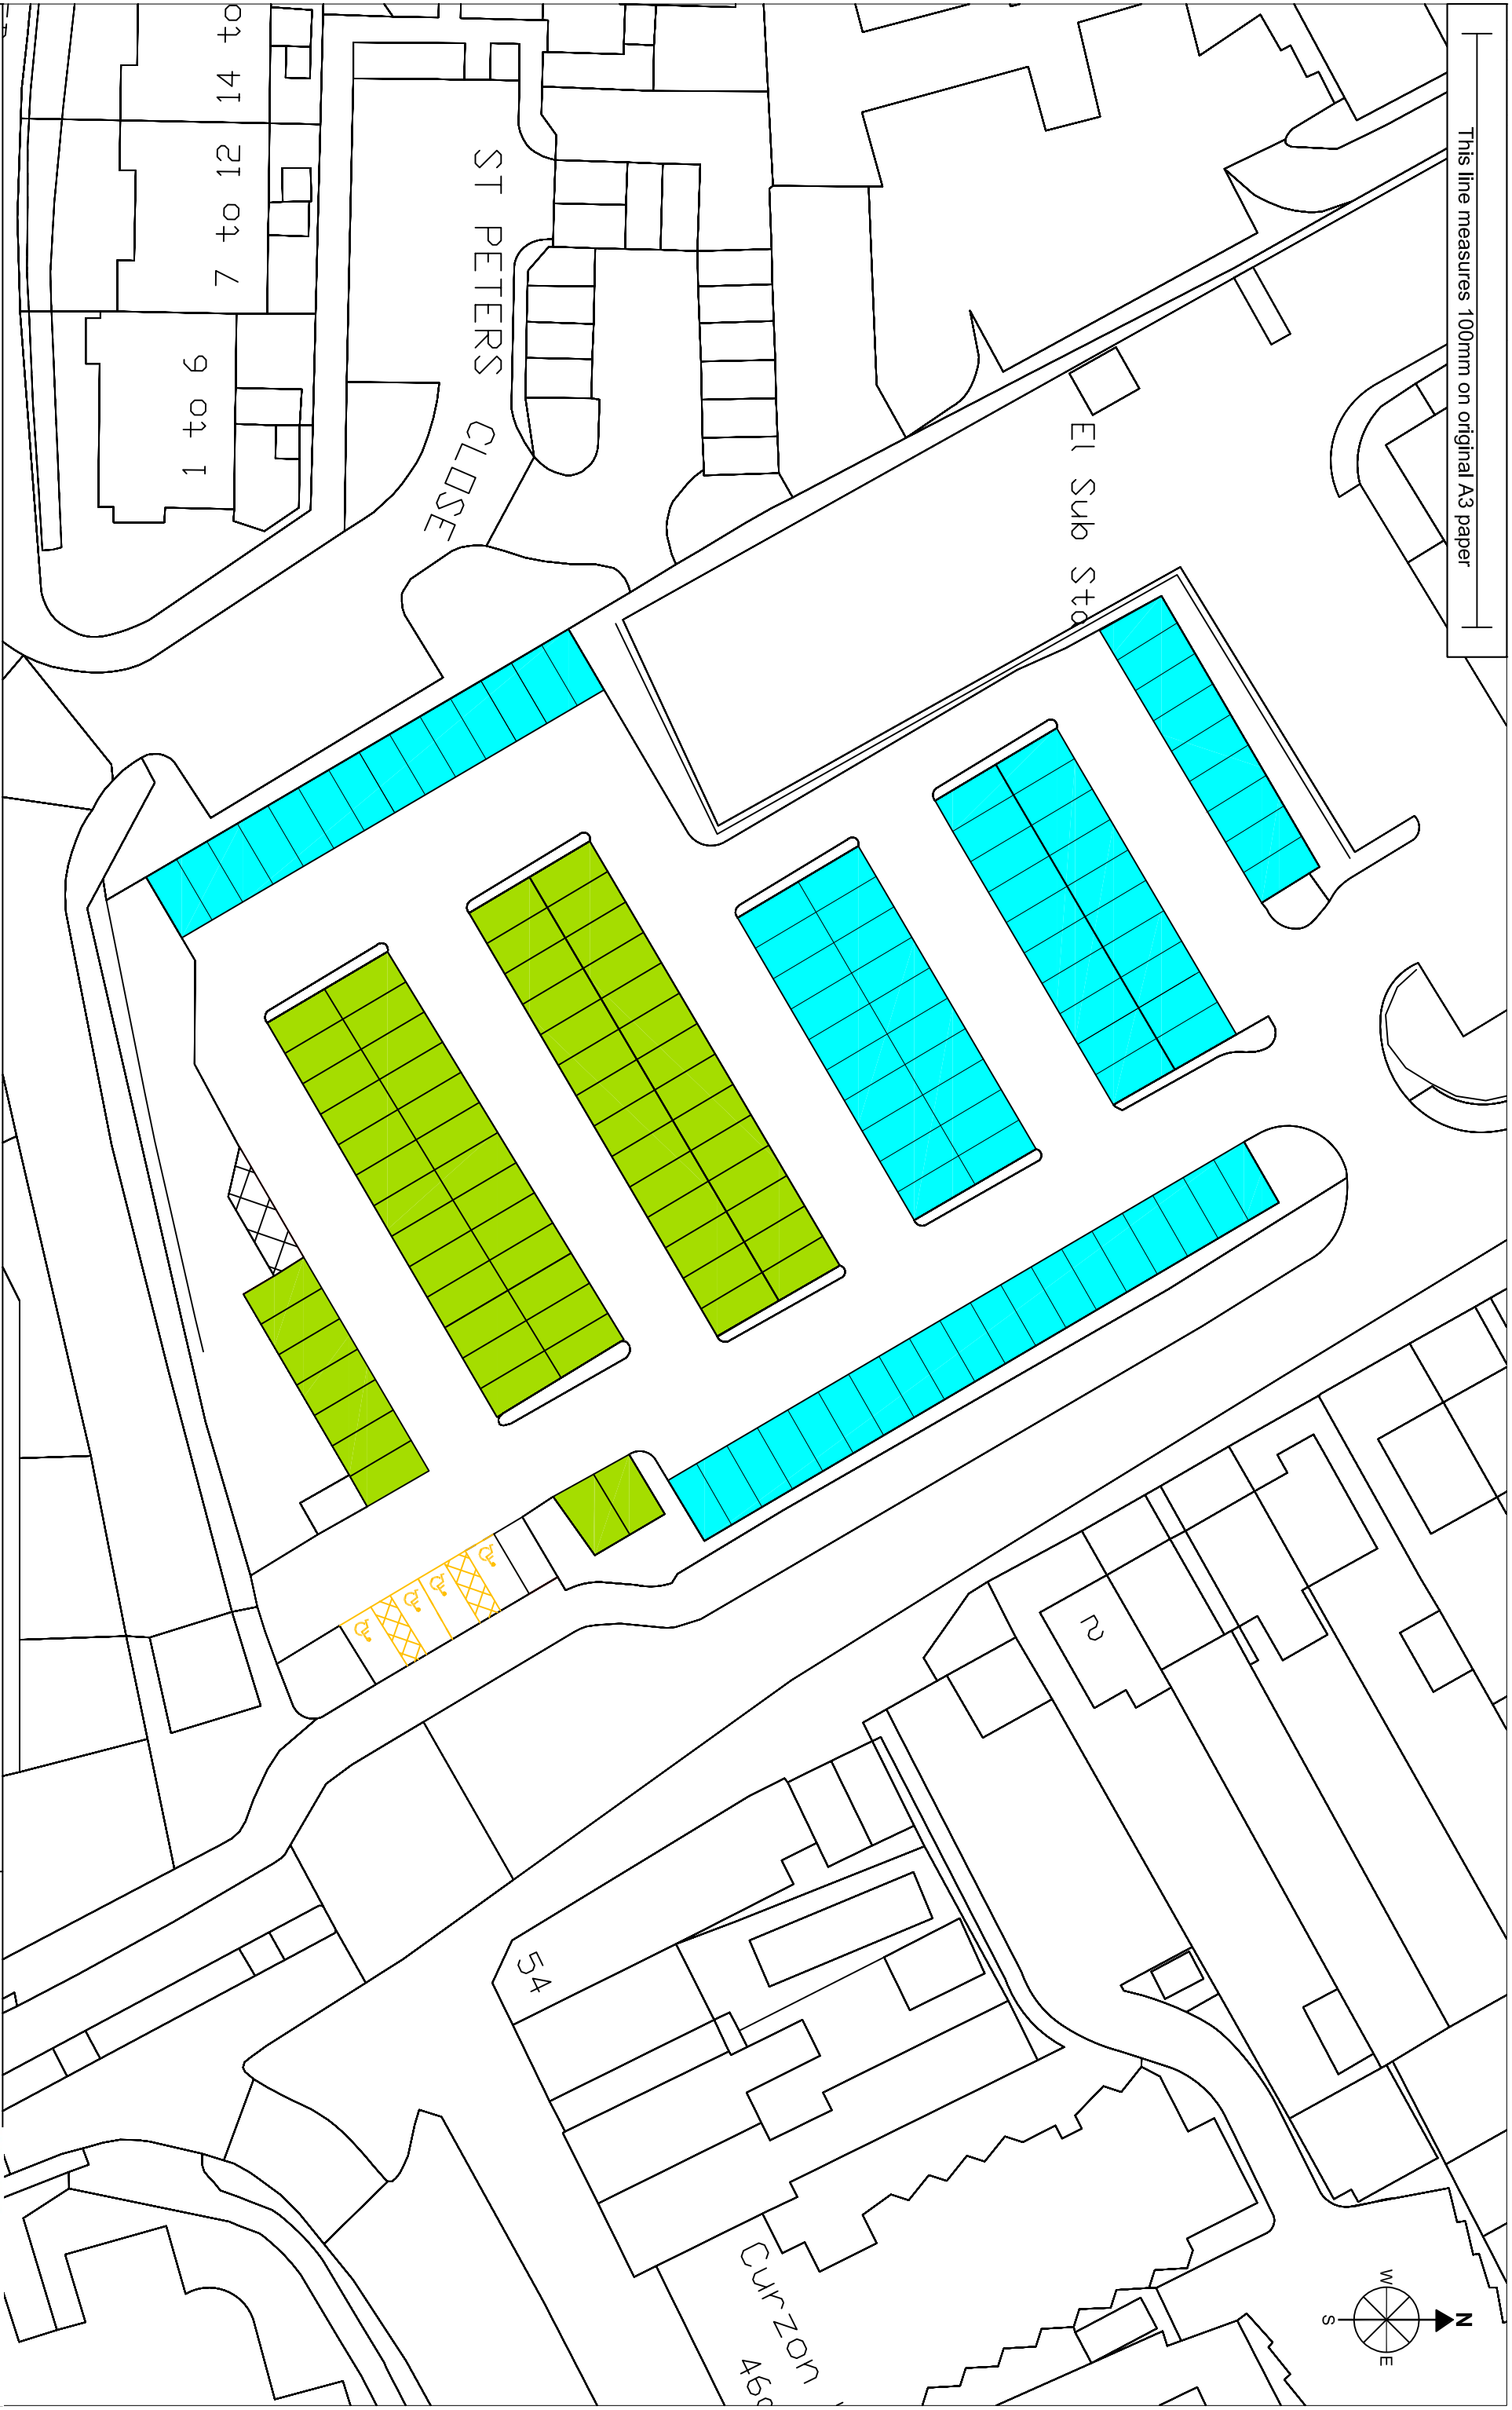 This line measures 100mm on original A3 paper
14 to
7 to 12
1 to 6
ST PETERS
CLOSE
El Sub Sta
2
54
Curzon
46
N
W
E
S